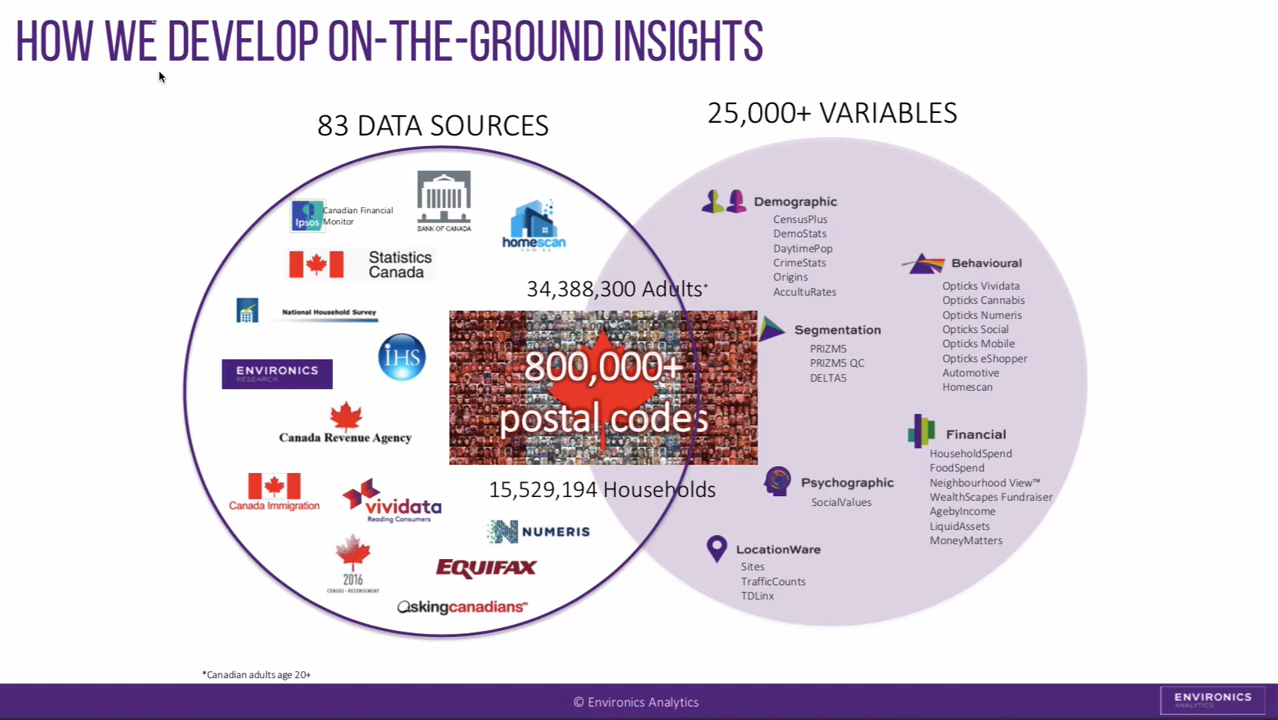 HOW WE DEVELOP ON-THE-GROUND INSIGHTS
83 DATA SOURCES
25,000+ VARIABLES
Ipsos
Canadian Financial
Monitor
BANK OF CANADA
homescan
Statistics
Canada
National Household Survey
IHS
ENVIRONICS
RESEARCH
Canada Revenue Agency
Canada Immigration
vividata
Reading Consumers
NUMERIS
2016
CENSUS · RECENSEMENT
EQUIFAX
askingcanadians™
34,388,300 Adults*
800,000+
postal codes
15,529,194 Households
Demographic
CensusPlus
DemoStats
DaytimePop
CrimeStats
Origins
AccultuRates
Segmentation
PRIZM5
PRIZM5 QC
DELTA5
Psychographic
SocialValues
LocationWare
Sites
TrafficCounts
TDLinx
Behavioural
Opticks Vividata
Opticks Cannabis
Opticks Numeris
Opticks Social
Opticks Mobile
Opticks eShopper
Automotive
Homescan
Financial
HouseholdSpend
FoodSpend
Neighbourhood View™
WealthScapes Fundraiser
AgebyIncome
LiquidAssets
MoneyMatters
*Canadian adults age 20+
© Environics Analytics
ENVIRONICS
ANALYTICS